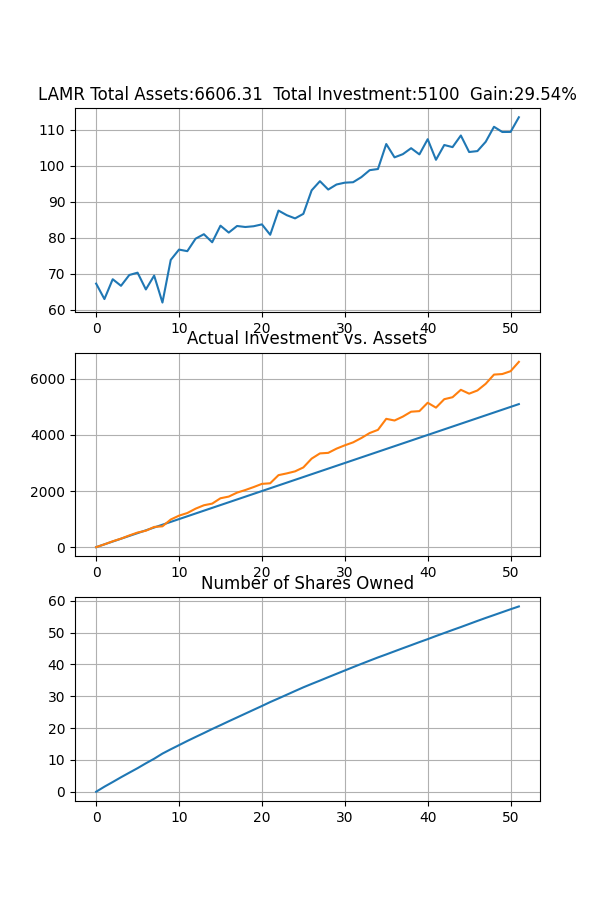 LAMR Total Assets:6606.31  Total Investment:5100  Gain:29.54%
110
100
90
80
70
60
0 10 20 30 40 50
Actual Investment vs. Assets
6000
4000
2000
0
0 10 20 30 40 50
Number of Shares Owned
60
50
40
30
20
10
0
0 10 20 30 40 50